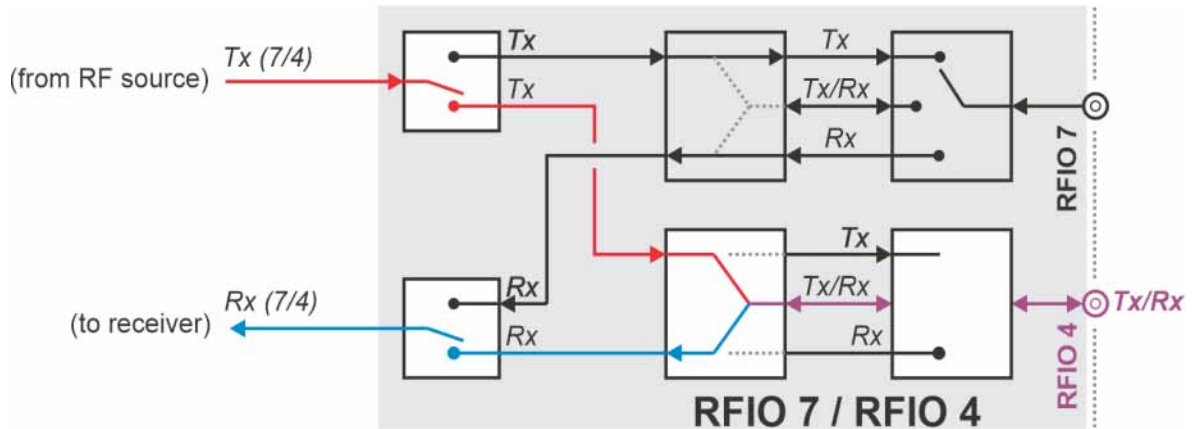 Tx (7/4)
(from RF source)
Tx
Tx
Tx
Tx/Rx
Rx
RFIO 7
Rx (7/4)
(to receiver)
Rx
Rx
Tx
Tx/Rx
Rx
Tx/Rx
RFIO 4
RFIO 7 / RFIO 4